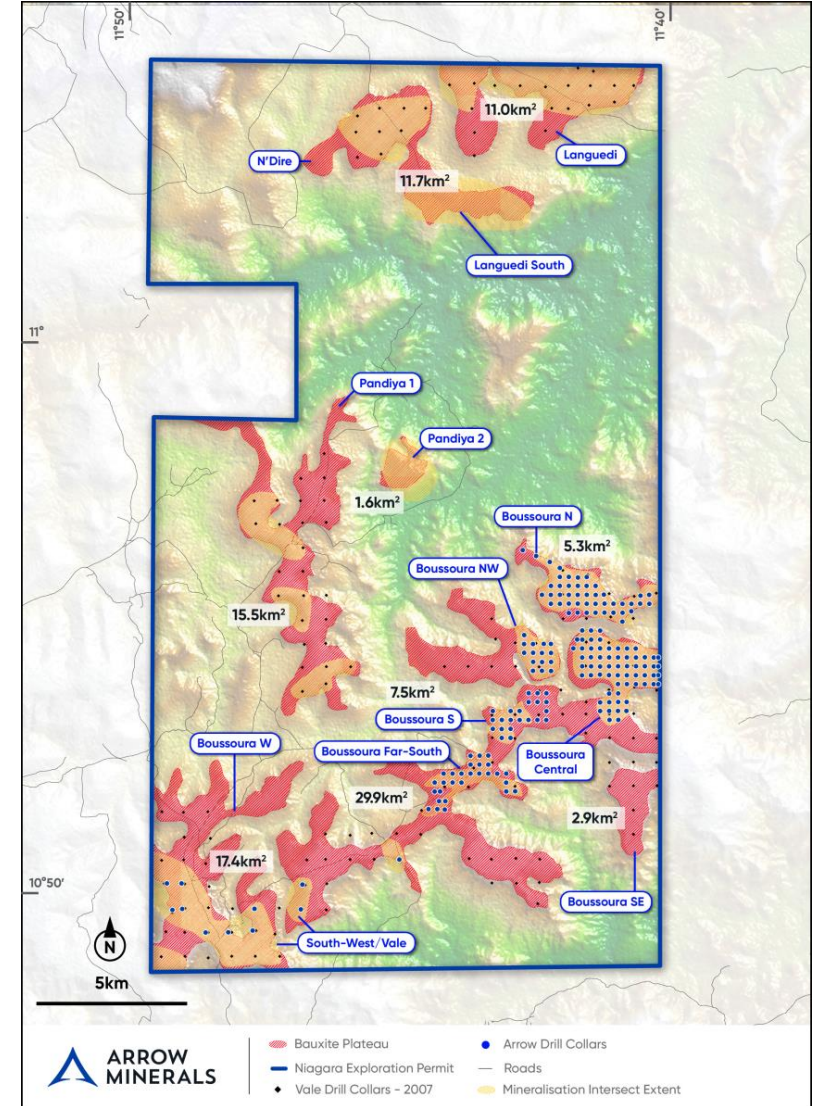 11°50'
11°40'
11.0km²
Languedi
N'Dire
11.7km²
Languedi South
11°
Pandiya 1
Pandiya 2
1.6km²
Boussoura N
5.3km²
Boussoura NW
15.5km²
7.5km²
Boussoura S
Boussoura W
Boussoura Far-South
Boussoura
Central
29.9km²
2.9km²
17.4km²
10°50'
Boussoura SE
N
South-West/Vale
5km
ARROW
MINERALS
Bauxite Plateau
Niagara Exploration Permit
Vale Drill Collars - 2007
Arrow Drill Collars
Roads
Mineralisation Intersect Extent